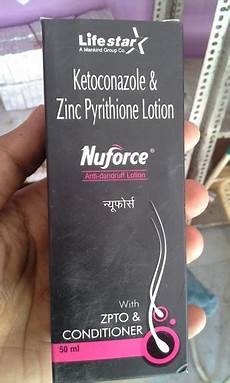 Lifestar
A Mankind Group Co.
Ketoconazole &
Zinc Pyrithione Lotion
Nuforce®
Anti-dandruff Lotion
न्यूफोर्स
With
ZPTO &
CONDITIONER
50 ml